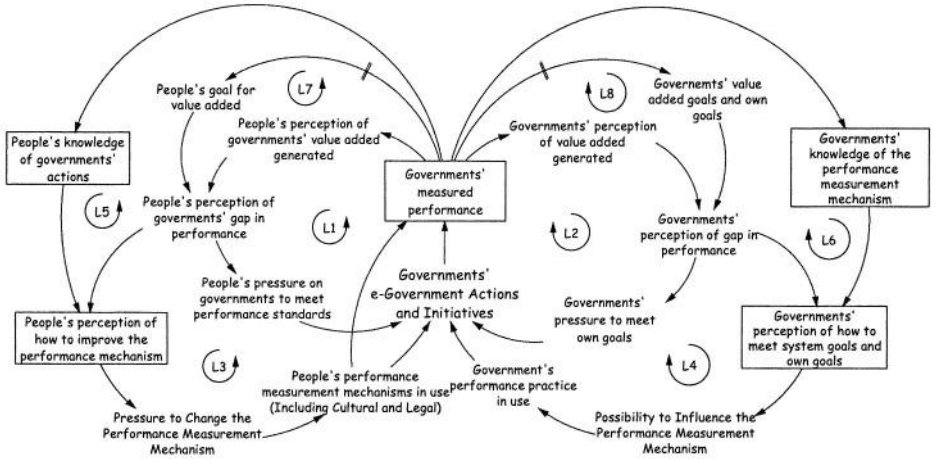 L7
People's goal for
value added
People's perception of
governments' value added
generated
People's knowledge
of governments'
actions
L5
People's perception
of goverments' gap in
performance
L1
People's pressure on
governments to meet
performance standards
People's perception of
how to improve the
performance mechanism
L3
Pressure to Change the
Performance Measurement
Mechanism
People's performance
measurement mechanisms in use
(Including Cultural and Legal)
Governments'
measured
performance
Governments'
e-Government Actions
and Initiatives
Government's
performance practice
in use
L8
Governemts' value
added goals and own
goals
Governments' perception
of value added
generated
Governments'
knowledge of the
performance
measurement
mechanism
L2
Governments'
perception of gap in
performance
L6
Governments'
pressure to meet
own goals
Governments'
perception of how to
meet system goals and
own goals
L4
Possibility to Influence the
Performance Measurement
Mechanism